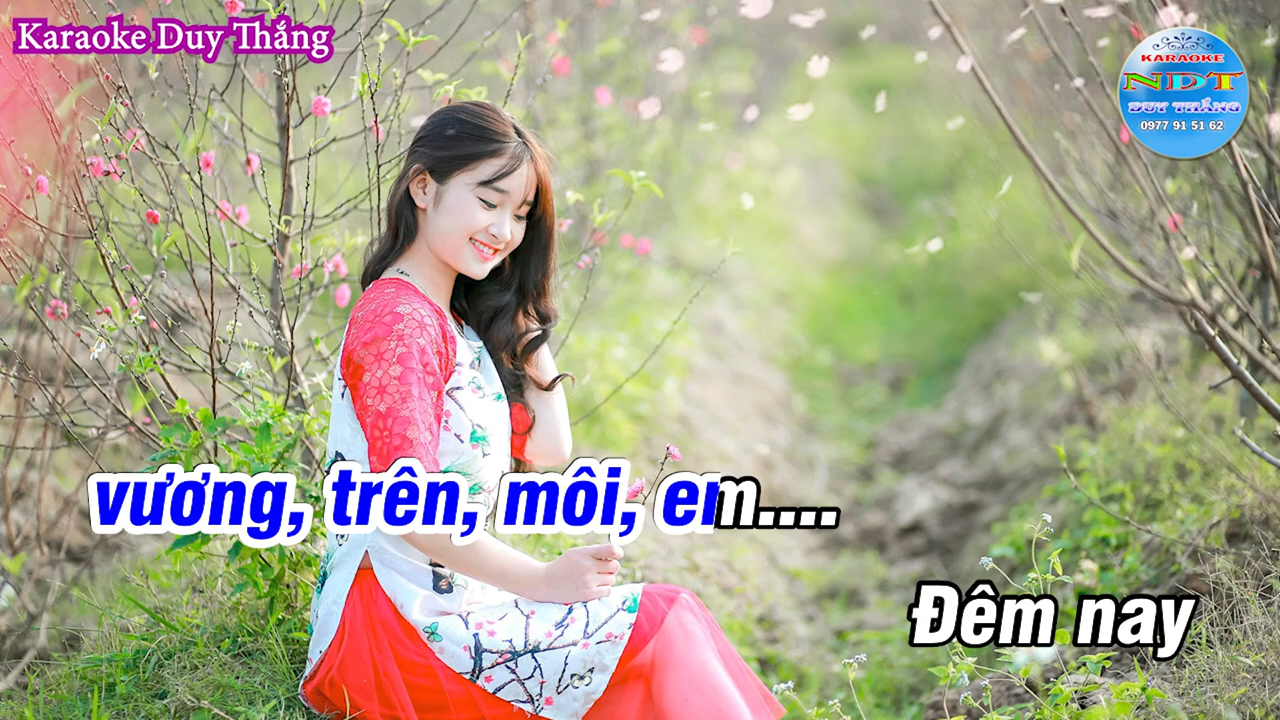 Karaoke Duy Thắng
KARAOKE
NDT
DUY THẮNG
0977 91 51 62
vương, trên, môi, em....
Đêm nay